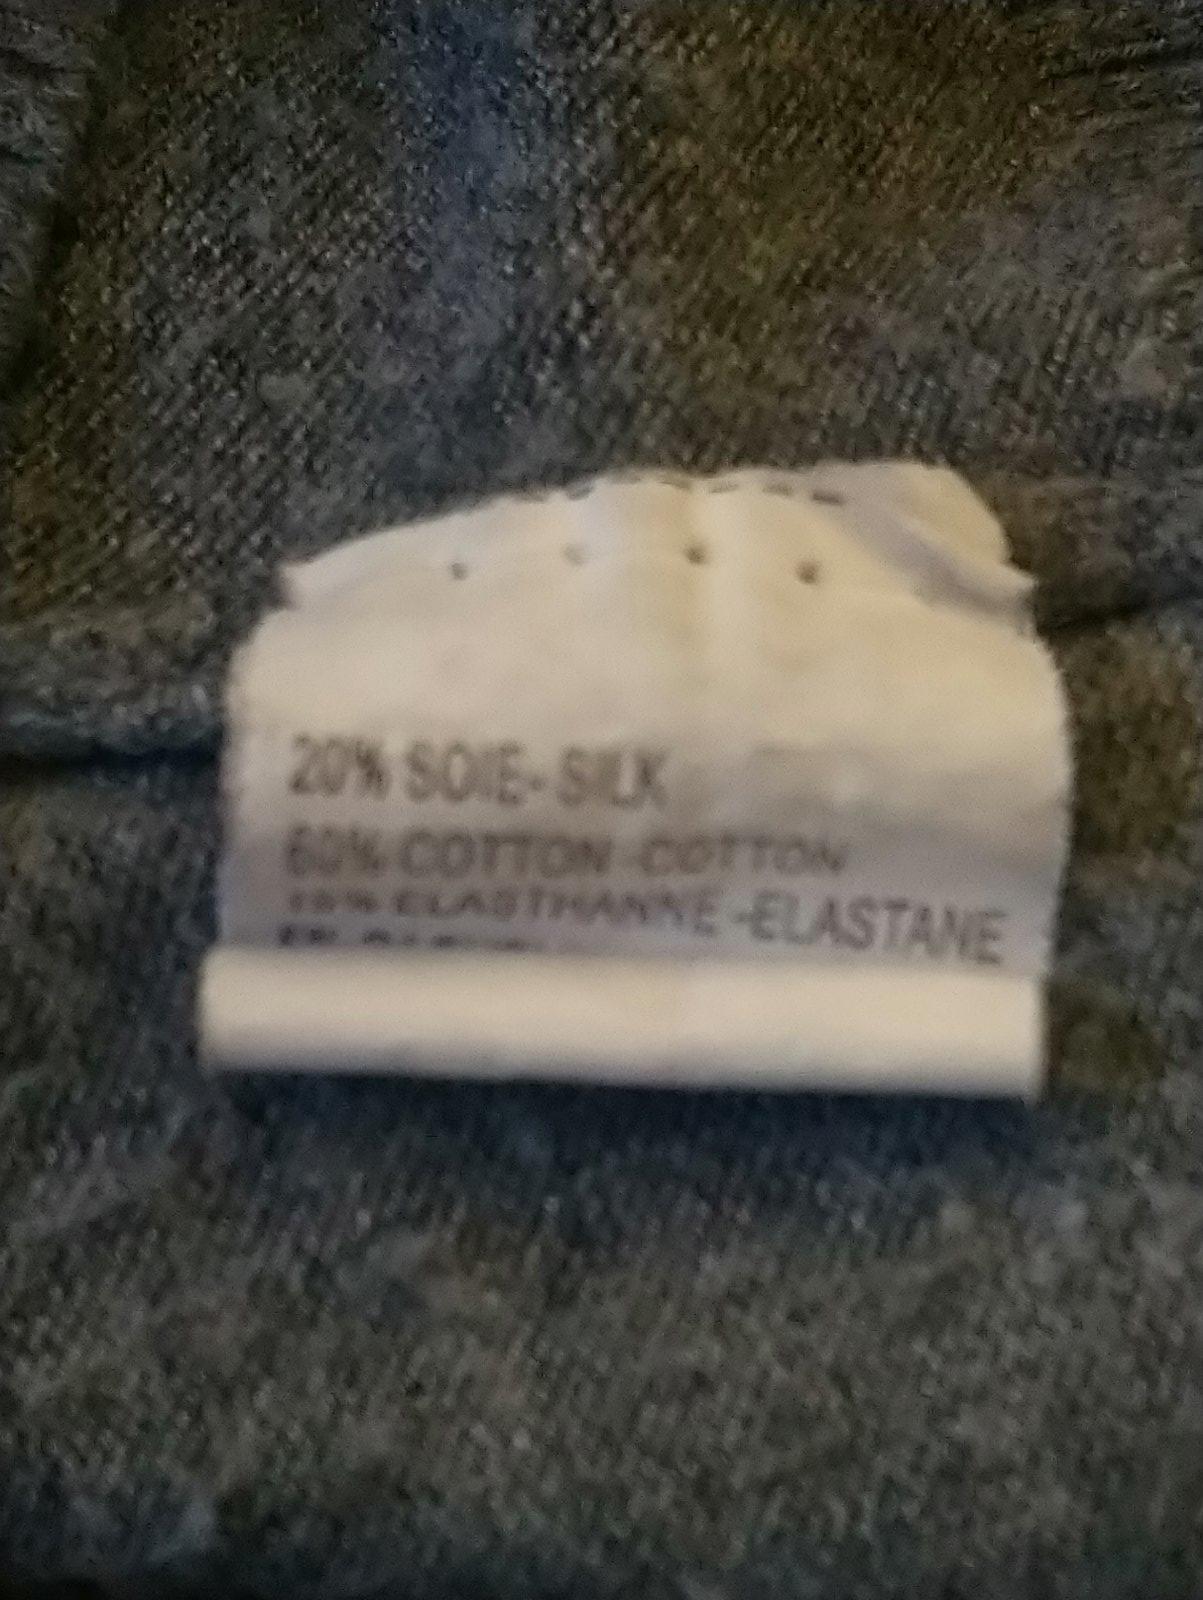 20% SOIE-SILK
60% COTTON-COTTON
ELASTHANNE-ELASTANE